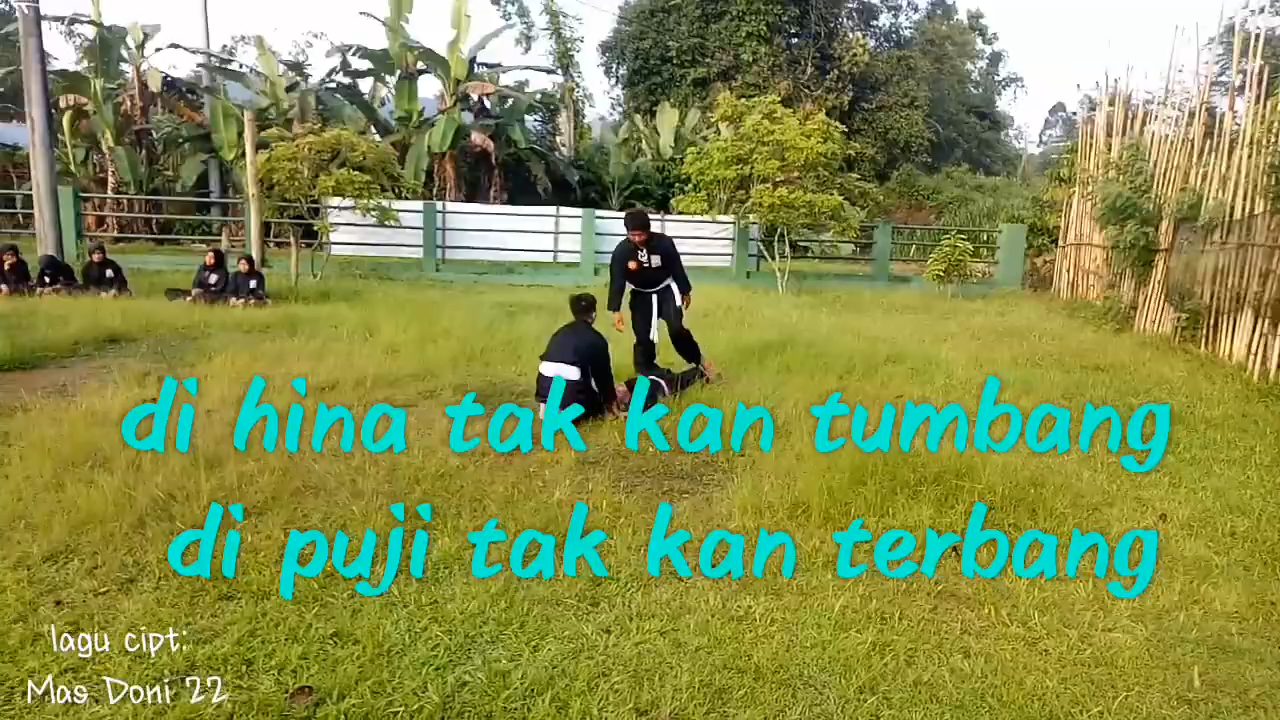 di hina tak kan tumbang
di puji tak kan terbang
lagu cipt:
Mas Doni 22